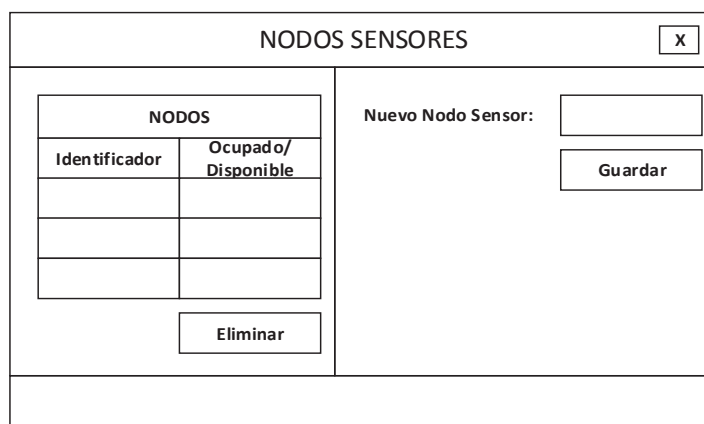 NODOS SENSORES
X
NODOS
Identificador
Ocupado/
Disponible
Eliminar
Nuevo Nodo Sensor:
Guardar